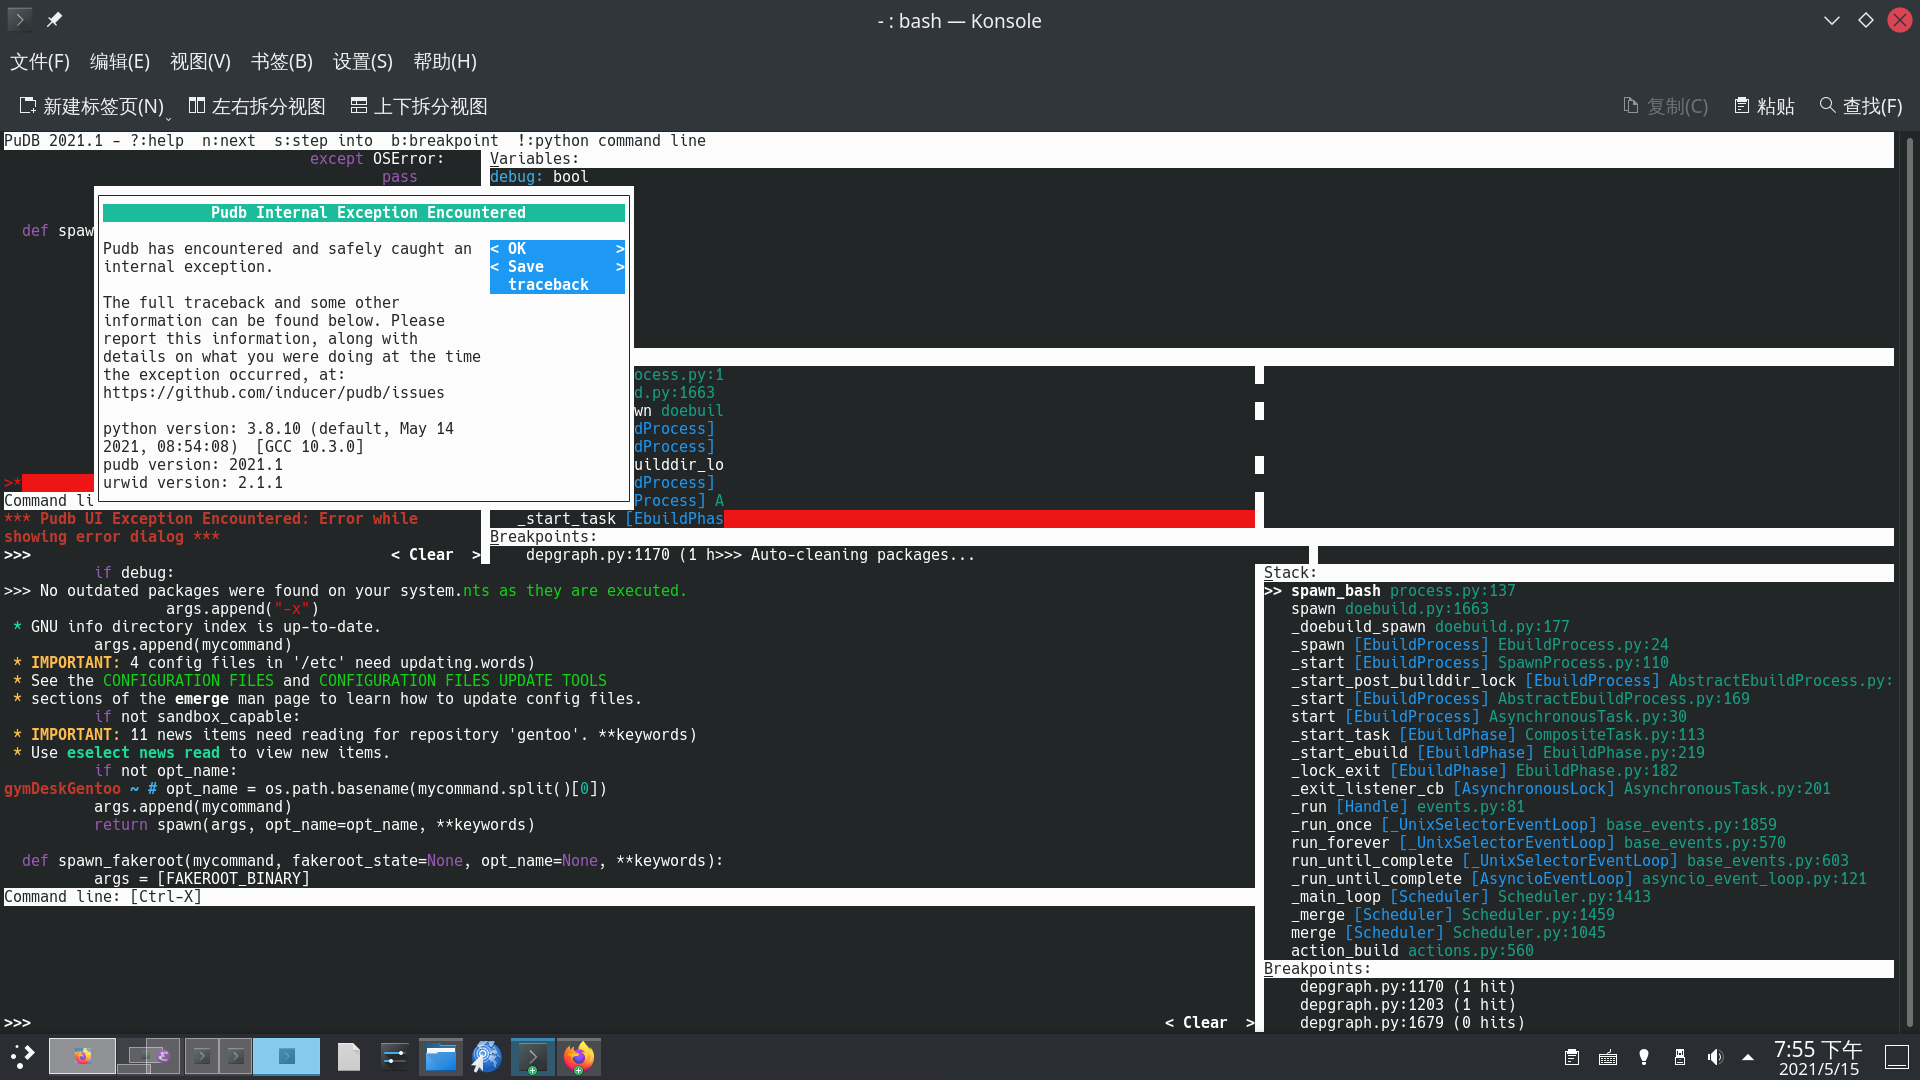 - : bash — Konsole
文件(F) 编辑(E) 视图(V) 书签(B) 设置(S) 帮助(H)
新建标签页(N) 左右拆分视图 上下拆分视图 复制(C) 粘贴 查找(F)
PuDB 2021.1 - ?:help  n:next  s:step into  b:breakpoint  !:python command line
except OSError:
Variables:
pass
debug: bool
Pudb Internal Exception Encountered
def spaw
Pudb has encountered and safely caught an
internal exception.
< OK >
< Save >
traceback
The full traceback and some other
information can be found below. Please
report this information, along with
details on what you were doing at the time
the exception occurred, at:
https://github.com/inducer/pudb/issues
python version: 3.8.10 (default, May 14
2021, 08:54:08)  [GCC 10.3.0]
pudb version: 2021.1
urwid version: 2.1.1
ocess.py:1
d.py:1663
wn doebuil
dProcess]
dProcess]
uilddir_lo
dProcess]
Process] A
>*
Command li
_start_task [EbuildPhas
*** Pudb UI Exception Encountered: Error while
showing error dialog ***
Breakpoints:
>>> < Clear >
depgraph.py:1170 (1 h>>> Auto-cleaning packages...
if debug:
>>> No outdated packages were found on your system.nts as they are executed.
args.append("-x")
* GNU info directory index is up-to-date.
args.append(mycommand)
* IMPORTANT: 4 config files in '/etc' need updating.words)
* See the CONFIGURATION FILES and CONFIGURATION FILES UPDATE TOOLS
* sections of the emerge man page to learn how to update config files.
if not sandbox_capable:
* IMPORTANT: 11 news items need reading for repository 'gentoo'. **keywords)
* Use eselect news read to view new items.
if not opt_name:
gymDeskGentoo ~ # opt_name = os.path.basename(mycommand.split()[0])
args.append(mycommand)
return spawn(args, opt_name=opt_name, **keywords)
def spawn_fakeroot(mycommand, fakeroot_state=None, opt_name=None, **keywords):
args = [FAKEROOT_BINARY]
Command line: [Ctrl-X]
>>> < Clear >
Stack:
>> spawn_bash process.py:137
spawn doebuild.py:1663
_doebuild_spawn doebuild.py:177
_spawn [EbuildProcess] EbuildProcess.py:24
_start [EbuildProcess] SpawnProcess.py:110
_start_post_builddir_lock [EbuildProcess] AbstractEbuildProcess.py:
_start [EbuildProcess] AbstractEbuildProcess.py:169
start [EbuildProcess] AsynchronousTask.py:30
_start_task [EbuildPhase] CompositeTask.py:113
_start_ebuild [EbuildPhase] EbuildPhase.py:219
_lock_exit [EbuildPhase] EbuildPhase.py:182
_exit_listener_cb [AsynchronousLock] AsynchronousTask.py:201
_run [Handle] events.py:81
_run_once [_UnixSelectorEventLoop] base_events.py:1859
run_forever [_UnixSelectorEventLoop] base_events.py:570
run_until_complete [_UnixSelectorEventLoop] base_events.py:603
_run_until_complete [AsyncioEventLoop] asyncio_event_loop.py:121
_main_loop [Scheduler] Scheduler.py:1413
_merge [Scheduler] Scheduler.py:1459
merge [Scheduler] Scheduler.py:1045
action_build actions.py:560
Breakpoints:
depgraph.py:1170 (1 hit)
depgraph.py:1203 (1 hit)
depgraph.py:1679 (0 hits)
7:55 下午
2021/5/15